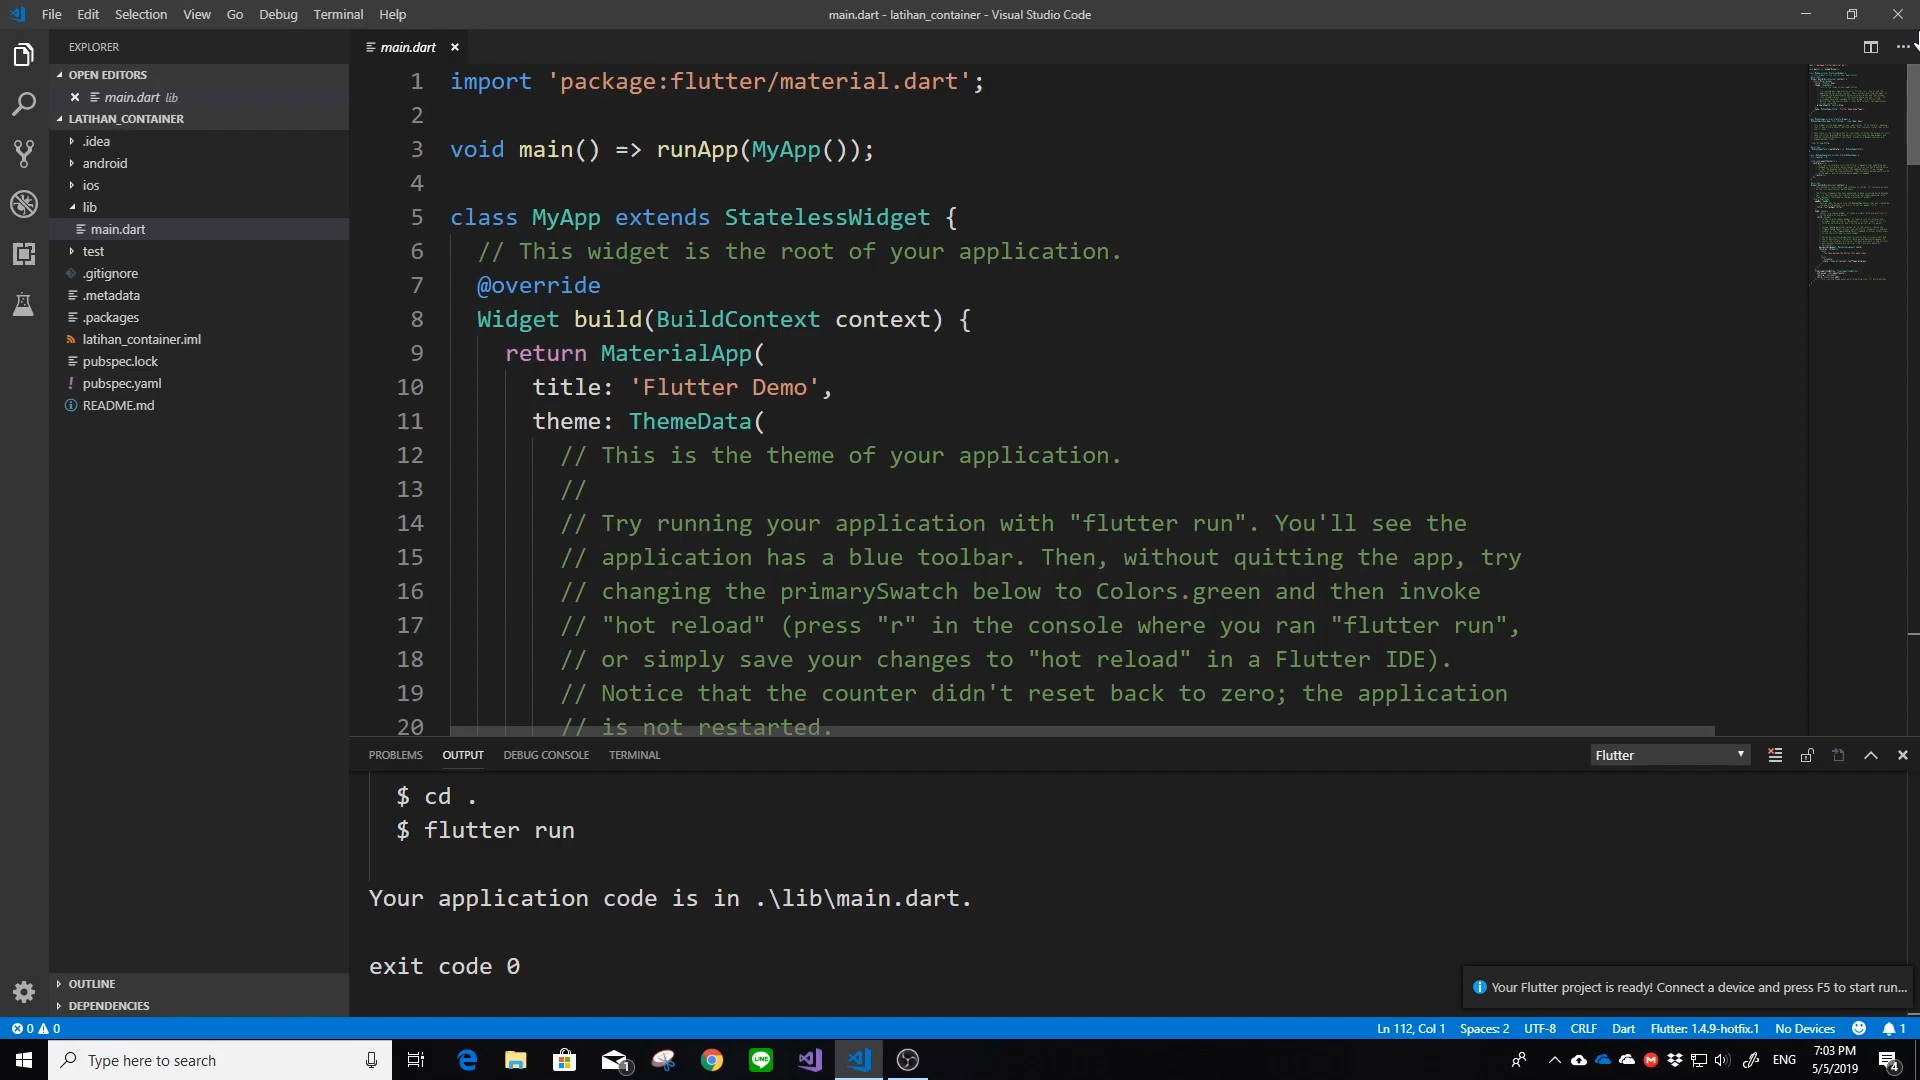 File Edit Selection View Go Debug Terminal Help
main.dart - latihan_container - Visual Studio Code
EXPLORER
OPEN EDITORS
main.dart lib
LATIHAN_CONTAINER
.idea
android
ios
lib
main.dart
test
.gitignore
.metadata
.packages
latihan_container.iml
pubspec.lock
! pubspec.yaml
README.md
OUTLINE
DEPENDENCIES
main.dart
1 import 'package:flutter/material.dart';
2
3 void main() => runApp(MyApp());
4
5 class MyApp extends StatelessWidget {
6 // This widget is the root of your application.
7 @override
8 Widget build(BuildContext context) {
9 return MaterialApp(
10 title: 'Flutter Demo',
11 theme: ThemeData(
12 // This is the theme of your application.
13 //
14 // Try running your application with "flutter run". You'll see the
15 // application has a blue toolbar. Then, without quitting the app, try
16 // changing the primarySwatch below to Colors.green and then invoke
17 // "hot reload" (press "r" in the console where you ran "flutter run",
18 // or simply save your changes to "hot reload" in a Flutter IDE).
19 // Notice that the counter didn't reset back to zero; the application
20 // is not restarted.
PROBLEMS OUTPUT DEBUG CONSOLE TERMINAL
Flutter
$ cd .
$ flutter run
Your application code is in .\lib\main.dart.
exit code 0
Your Flutter project is ready! Connect a device and press F5 to start run...
0 0
Ln 112, Col 1 Spaces: 2 UTF-8 CRLF Dart Flutter: 1.4.9-hotfix.1 No Devices 1
Type here to search
1
LINE
ENG
7:03 PM
5/5/2019
4